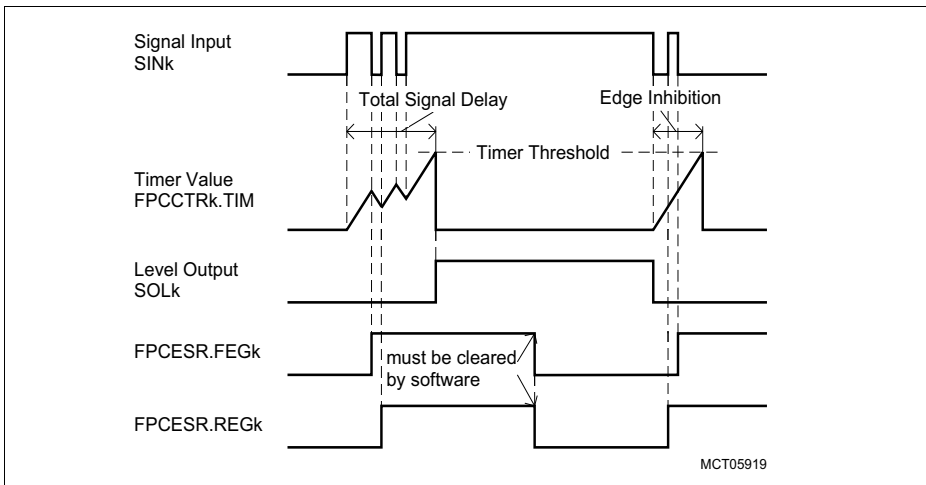 Signal Input
SINk
Total Signal Delay
Edge Inhibition
Timer Threshold
Timer Value
FPCCTRk.TIM
Level Output
SOLk
FPCESR.FEGk
must be cleared
by software
FPCESR.REGk
MCT05919